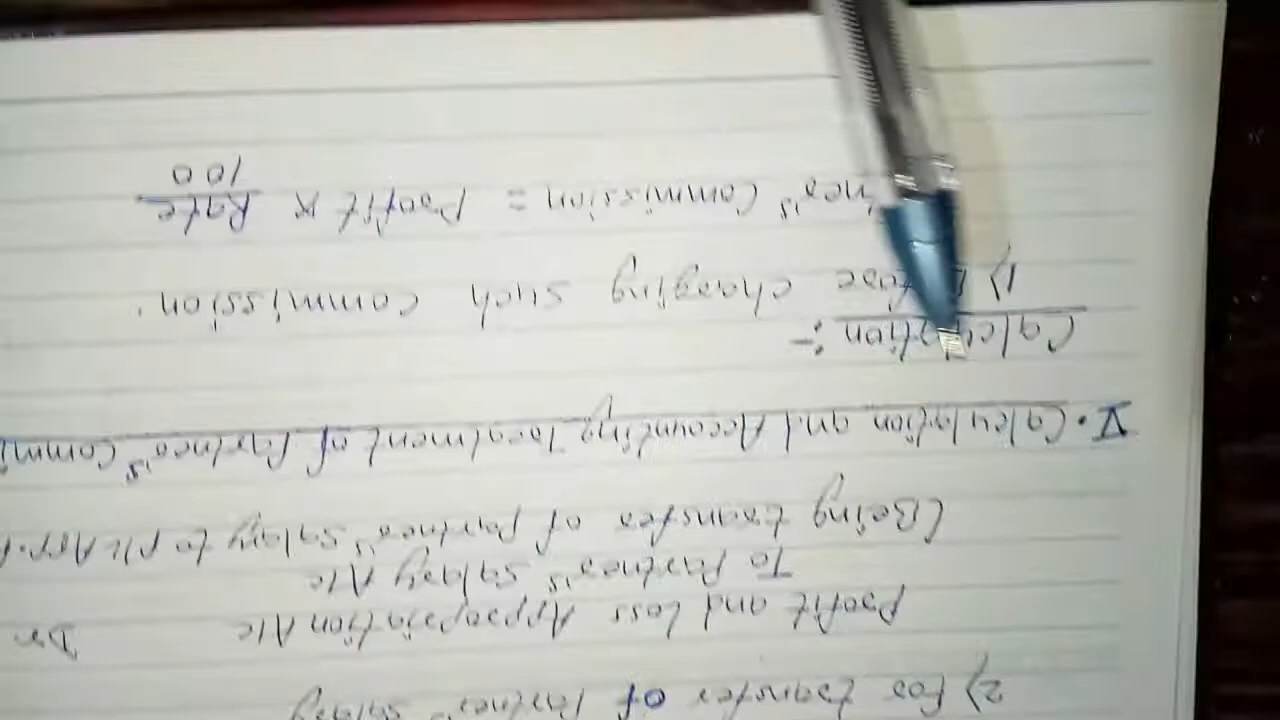 2) For transfer of Partner's salary
Profit and Loss Appropriation A/c Dr
To Partner's salary A/c
(Being transfer of Partner's salary to P/L App.
V. Calculation and Accounting Treatment of Partner's Commi
Calculation :-
1) charging such commission.
Commission = Profit × Rate
100